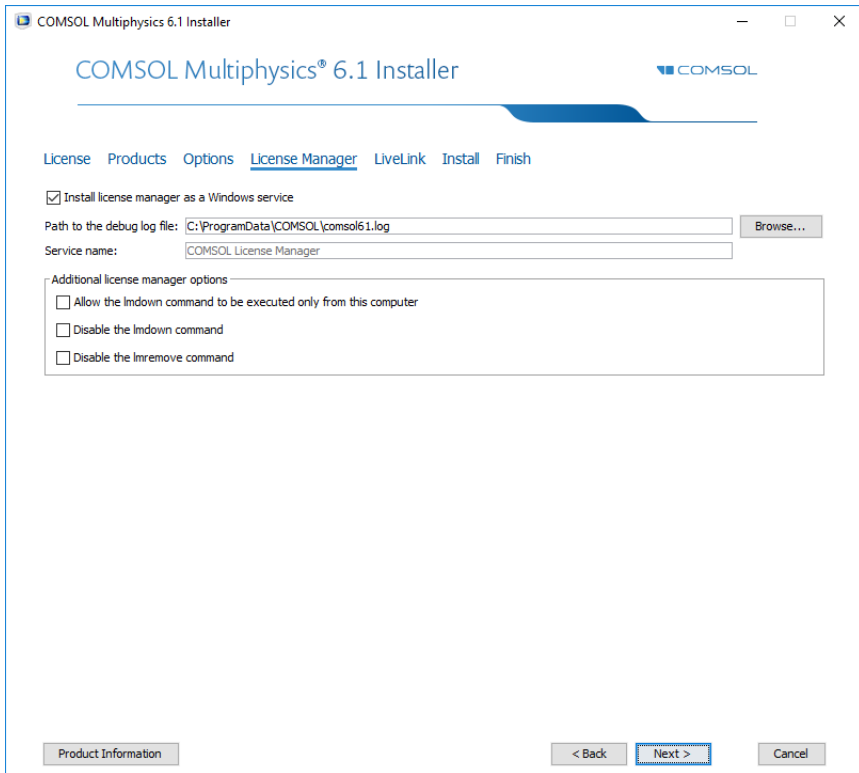 COMSOL Multiphysics 6.1 Installer
COMSOL Multiphysics® 6.1 Installer
COMSOL
License Products Options License Manager LiveLink Install Finish
Install license manager as a Windows service
Path to the debug log file: C:\ProgramData\COMSOL\comsol61.log Browse...
Service name: COMSOL License Manager
Additional license manager options
Allow the lmdown command to be executed only from this computer
Disable the lmdown command
Disable the lmremove command
Product Information < Back Next > Cancel